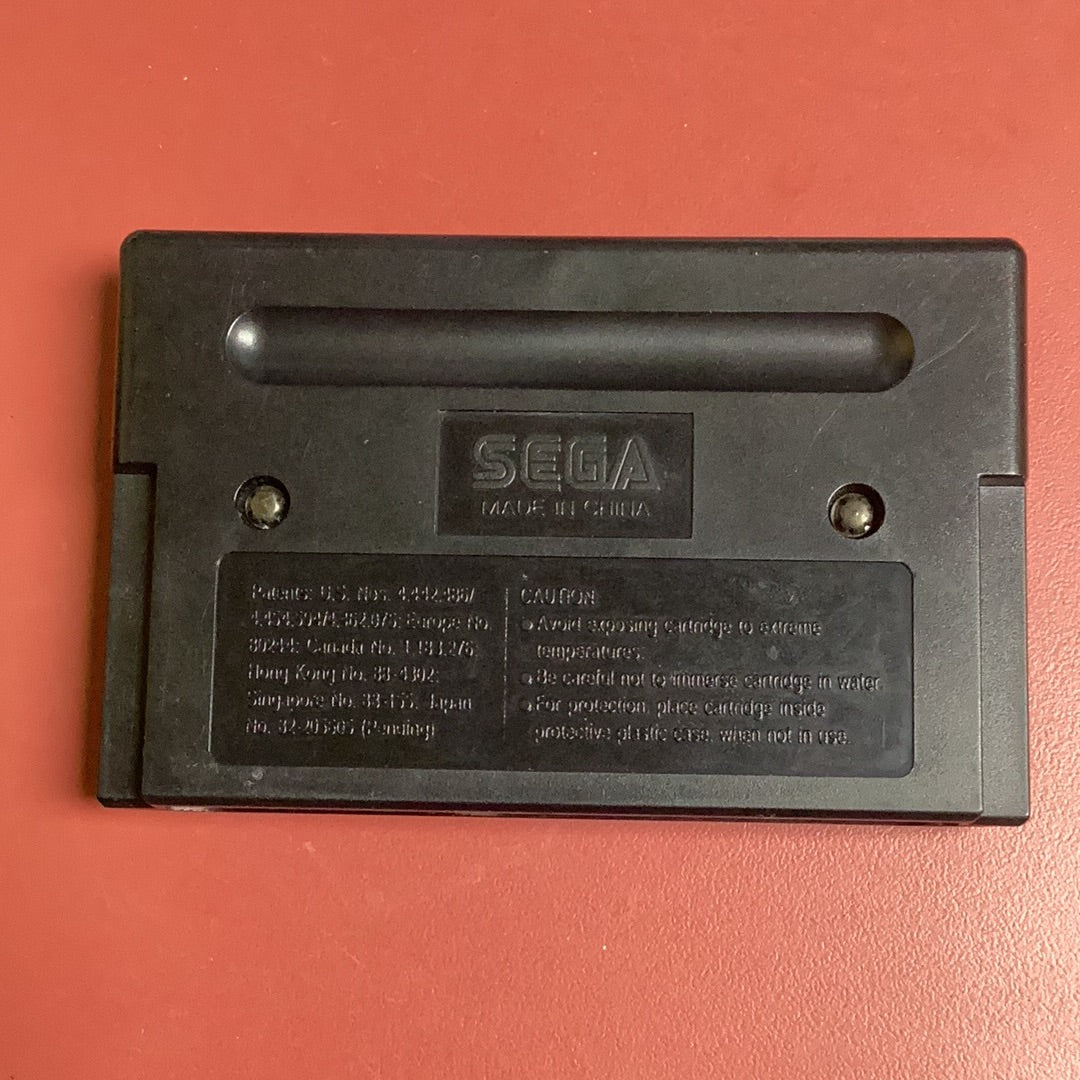 SEGA
MADE IN CHINA
Patents: U.S. Nos. 4,442,486/
4,454,594/4,462,076; Europe No.
80244; Canada No. 1,183,276;
Hong Kong No. 88-4302;
Singapore No. 88-155; Japan
No. 82-205605 (Pending)
CAUTION
● Avoid exposing cartridge to extreme
temperatures.
● Be careful not to immerse cartridge in water.
● For protection, place cartridge inside
protective plastic case, when not in use.